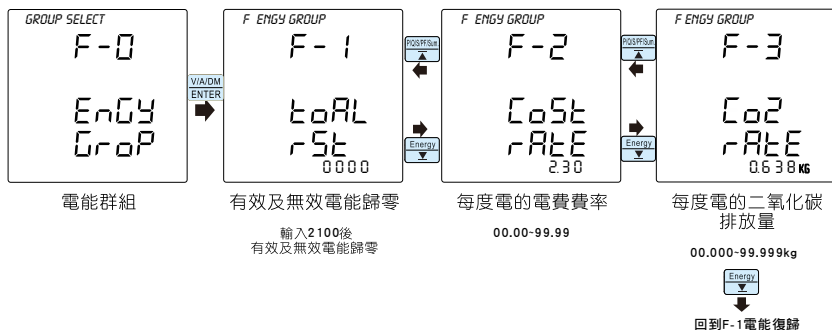 GROUP SELECT
F-0
EnGY
GroP
電能群組
V/A/DM
ENTER
F ENGY GROUP
F-1
toAL
rSt
0000
有效及無效電能歸零
輸入2100後
有效及無效電能歸零
P/Q/S/PF/Sum
Energy
F ENGY GROUP
F-2
CoSt
rAtE
2.30
每度電的電費費率
00.00~99.99
P/Q/S/PF/Sum
Energy
F ENGY GROUP
F-3
Co2
rAtE
0.638 KG
每度電的二氧化碳
排放量
00.000~99.999kg
Energy
回到F-1電能復歸